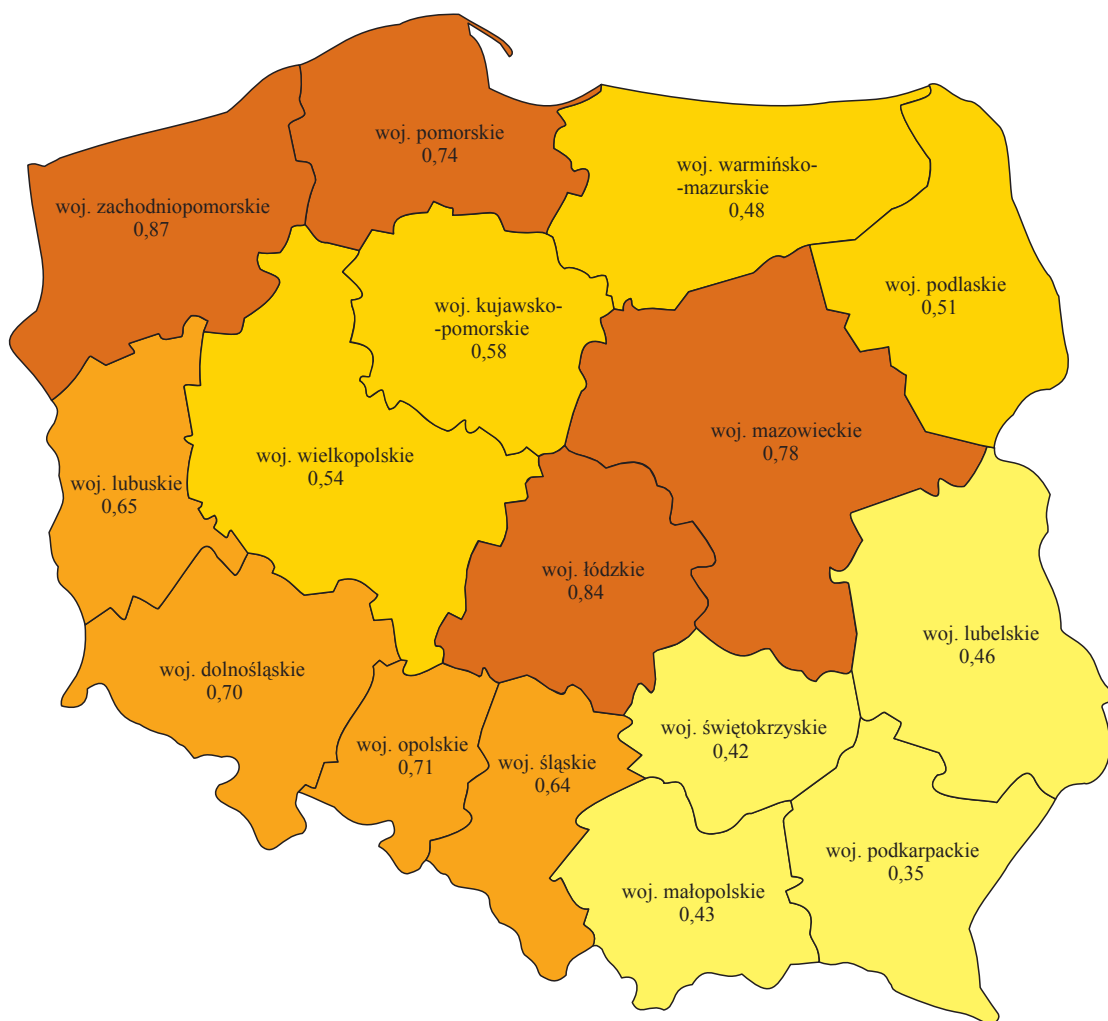 woj. pomorskie
0,74
woj. warmińsko-
-mazurskie
0,48
woj. zachodniopomorskie
0,87
woj. podlaskie
0,51
woj. kujawsko-
-pomorskie
0,58
woj. mazowieckie
0,78
woj. wielkopolskie
0,54
woj. lubuskie
0,65
woj. łódzkie
0,84
woj. lubelskie
0,46
woj. dolnośląskie
0,70
woj. świętokrzyskie
0,42
woj. opolskie
0,71
woj. śląskie
0,64
woj. podkarpackie
0,35
woj. małopolskie
0,43